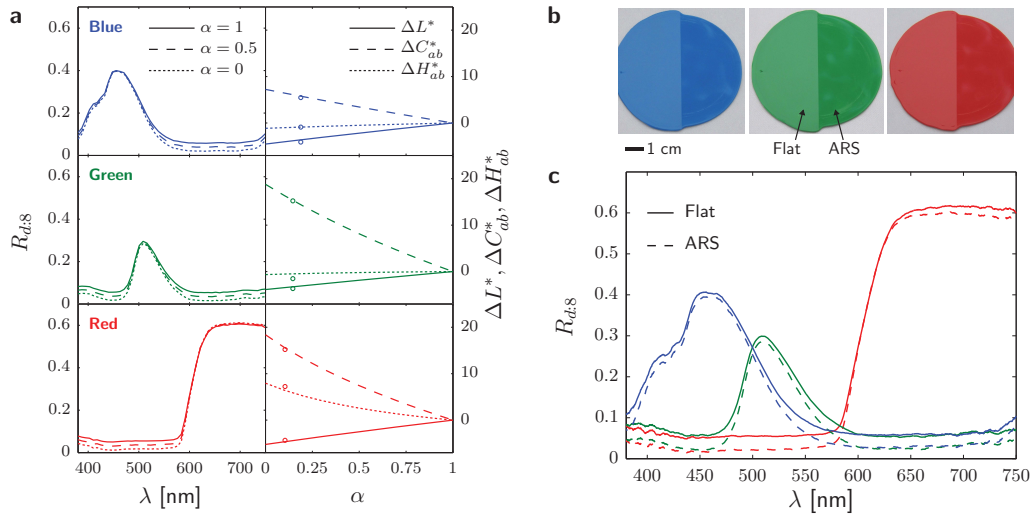 a
Blue
α = 1
α = 0.5
α = 0
ΔL*
ΔC*ab
ΔH*ab
0.6
0.4
0.2
0
20
10
0
Green
0.6
0.4
0.2
0
20
10
0
Red
0.6
0.4
0.2
0
20
10
0
R d:8
ΔL*, ΔC*ab, ΔH*ab
400 500 600 700
0 0.25 0.5 0.75 1
λ [nm]
α
b
Flat ARS
1 cm
c
Flat
ARS
0.6
0.5
0.4
0.3
0.2
0.1
0
R d:8
400 450 500 550 600 650 700 750
λ [nm]